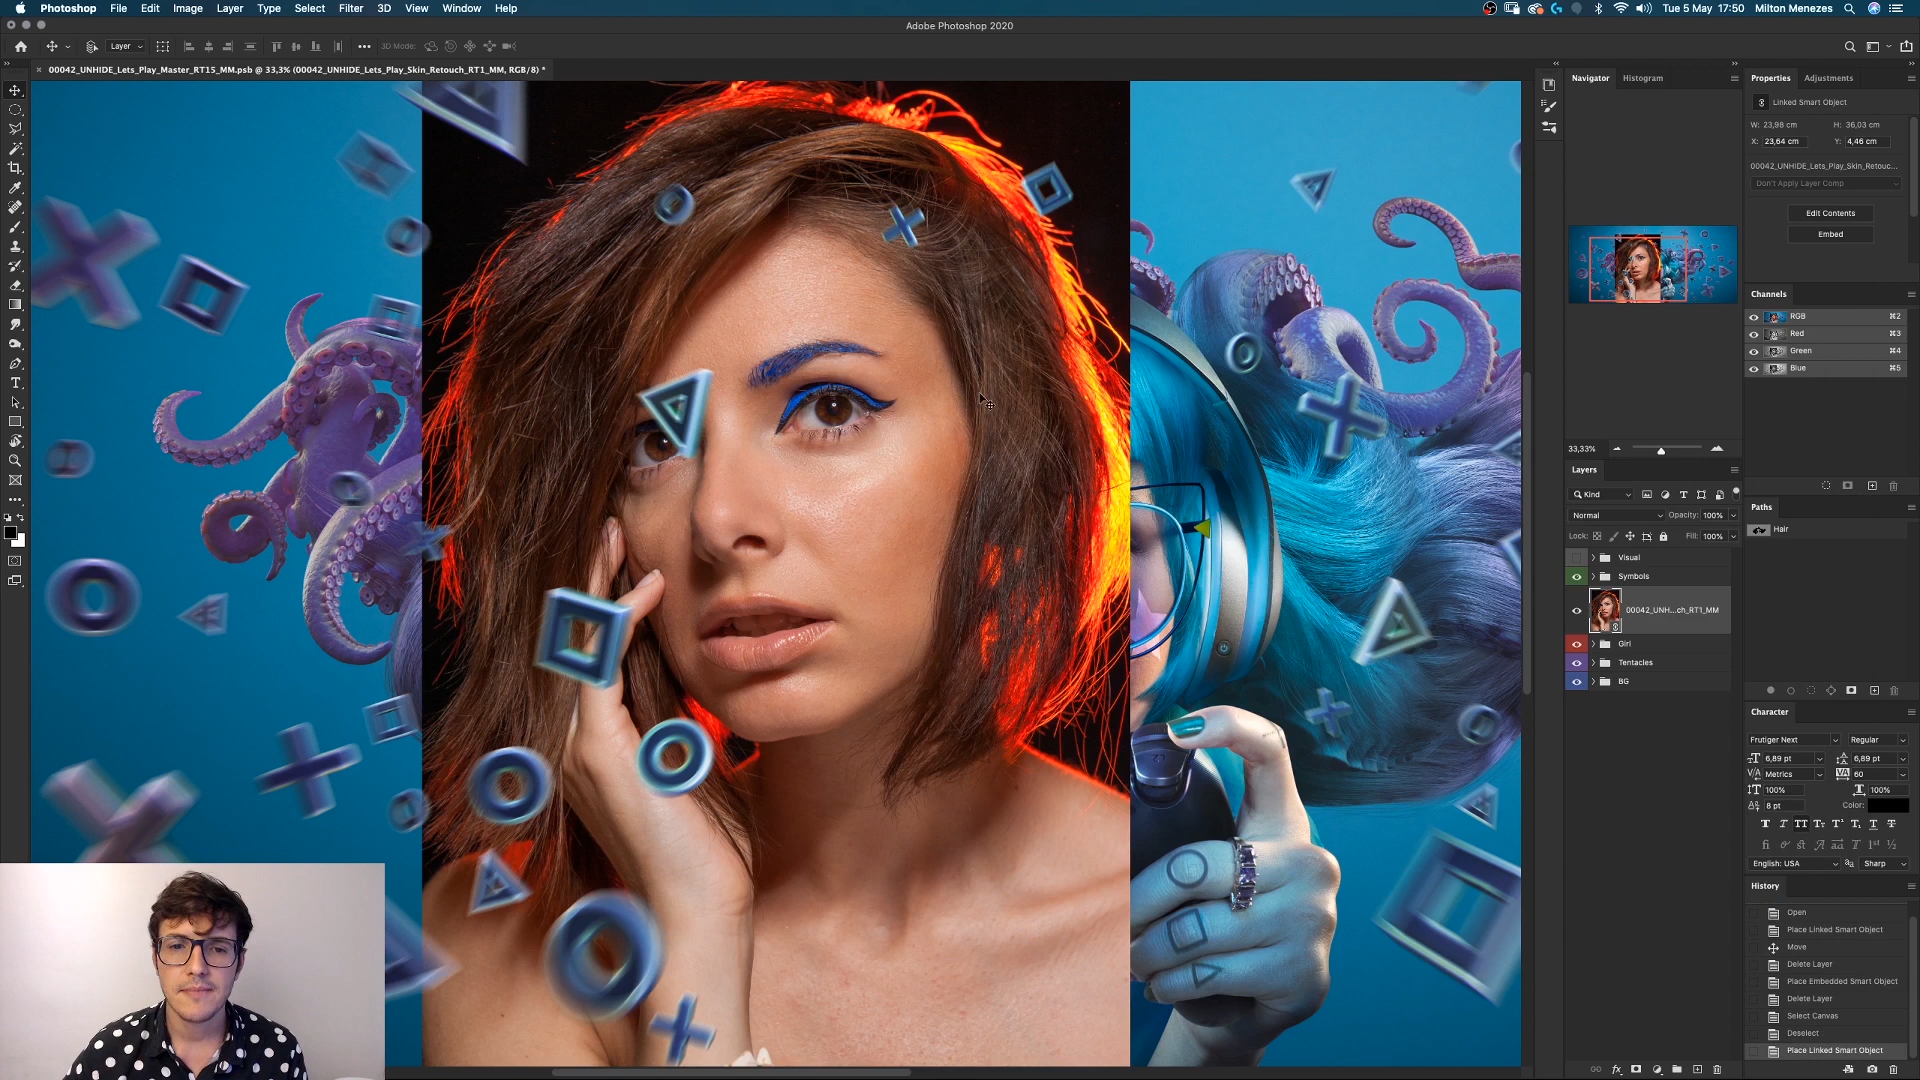 Photoshop File Edit Image Layer Type Select Filter 3D View Window Help
Tue 5 May 17:50 Milton Menezes
Adobe Photoshop 2020
Layer 3D Mode:
00042_UNHIDE_Lets_Play_Master_RT15_MM.psb @ 33,3% (00042_UNHIDE_Lets_Play_Skin_Retouch_RT1_MM, RGB/8) *
Navigator Histogram
33,33%
Layers
Kind
Normal Opacity: 100%
Lock: Fill: 100%
Visual
Symbols
00042_UNH...ch_RT1_MM
Girl
Tentacles
BG
Properties Adjustments
Linked Smart Object
W: 23,98 cm H: 36,03 cm
X: 23,64 cm Y: 4,46 cm
00042_UNHIDE_Lets_Play_Skin_Retouc...
Don't Apply Layer Comp
Edit Contents
Embed
Channels
RGB ⌘2
Red ⌘3
Green ⌘4
Blue ⌘5
Paths
Hair
Character
Frutiger Next Regular
6,89 pt 6,89 pt
Metrics 60
100% 100%
8 pt Color:
English: USA Sharp
History
Open
Place Linked Smart Object
Move
Delete Layer
Place Embedded Smart Object
Delete Layer
Select Canvas
Deselect
Place Linked Smart Object